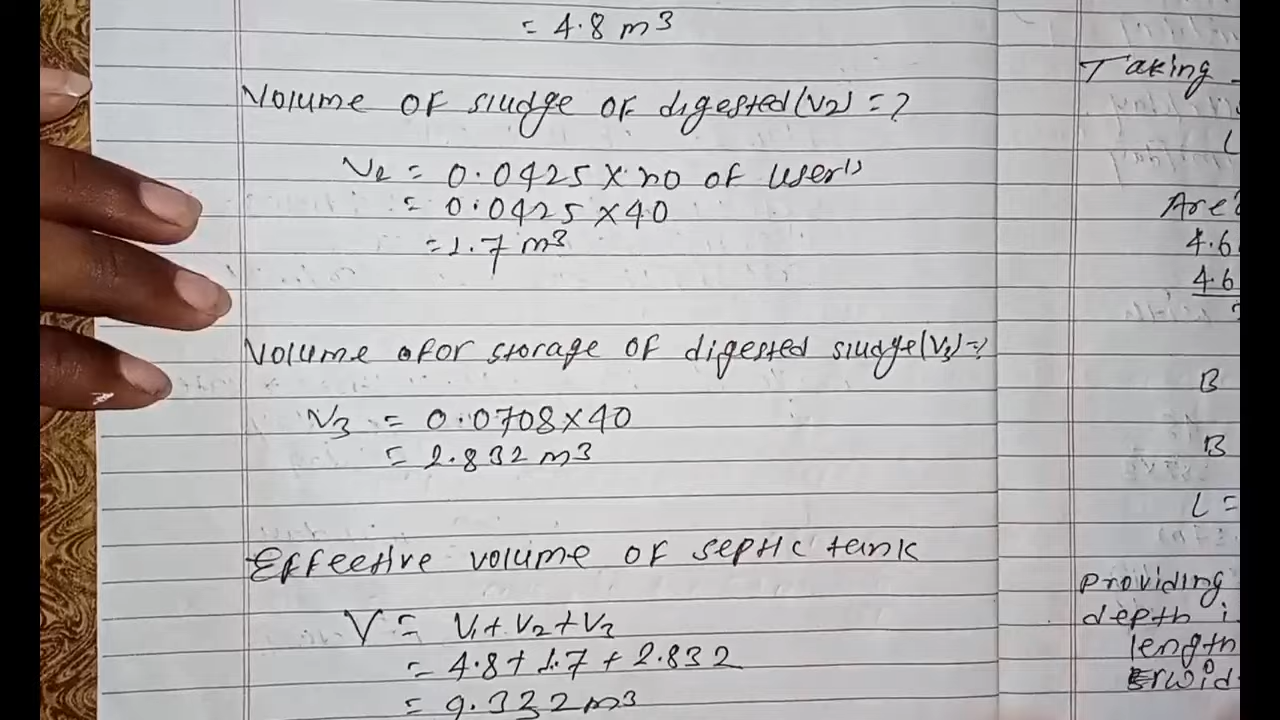 = 4.8 m3
Volume of sludge of digested (V2) = ?
V2 = 0.0425 × no of users
= 0.0425 × 40
= 1.7 m3
Volume ofor storage of digested sludge (V3) = ?
V3 = 0.0708 × 40
= 2.832 m3
Effective volume of septic tank
V = V1 + V2 + V3
= 4.8 + 1.7 + 2.832
= 9.332 m3
Taking
L
Area
4.6
4.6
B
B
L =
providing
depth i
length